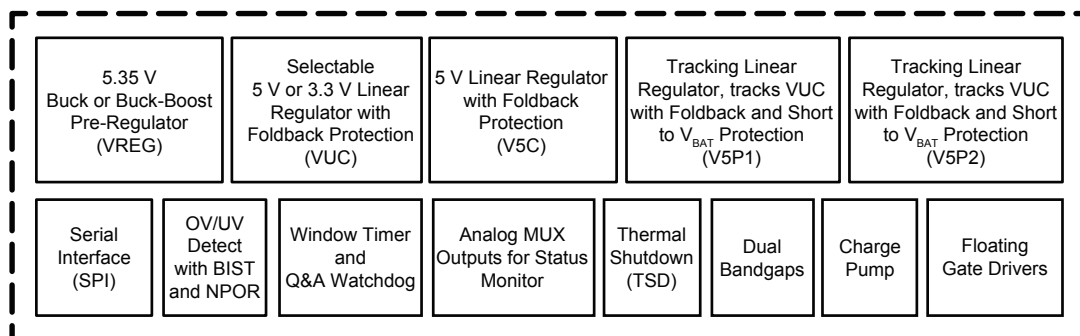 5.35 V
Buck or Buck-Boost
Pre-Regulator
(VREG)
Selectable
5 V or 3.3 V Linear
Regulator with
Foldback Protection
(VUC)
5 V Linear Regulator
with Foldback
Protection
(V5C)
Tracking Linear
Regulator, tracks VUC
with Foldback and Short
to VBAT Protection
(V5P1)
Tracking Linear
Regulator, tracks VUC
with Foldback and Short
to VBAT Protection
(V5P2)
Serial
Interface
(SPI)
OV/UV
Detect
with BIST
and NPOR
Window Timer
and
Q&A Watchdog
Analog MUX
Outputs for Status
Monitor
Thermal
Shutdown
(TSD)
Dual
Bandgaps
Charge
Pump
Floating
Gate Drivers